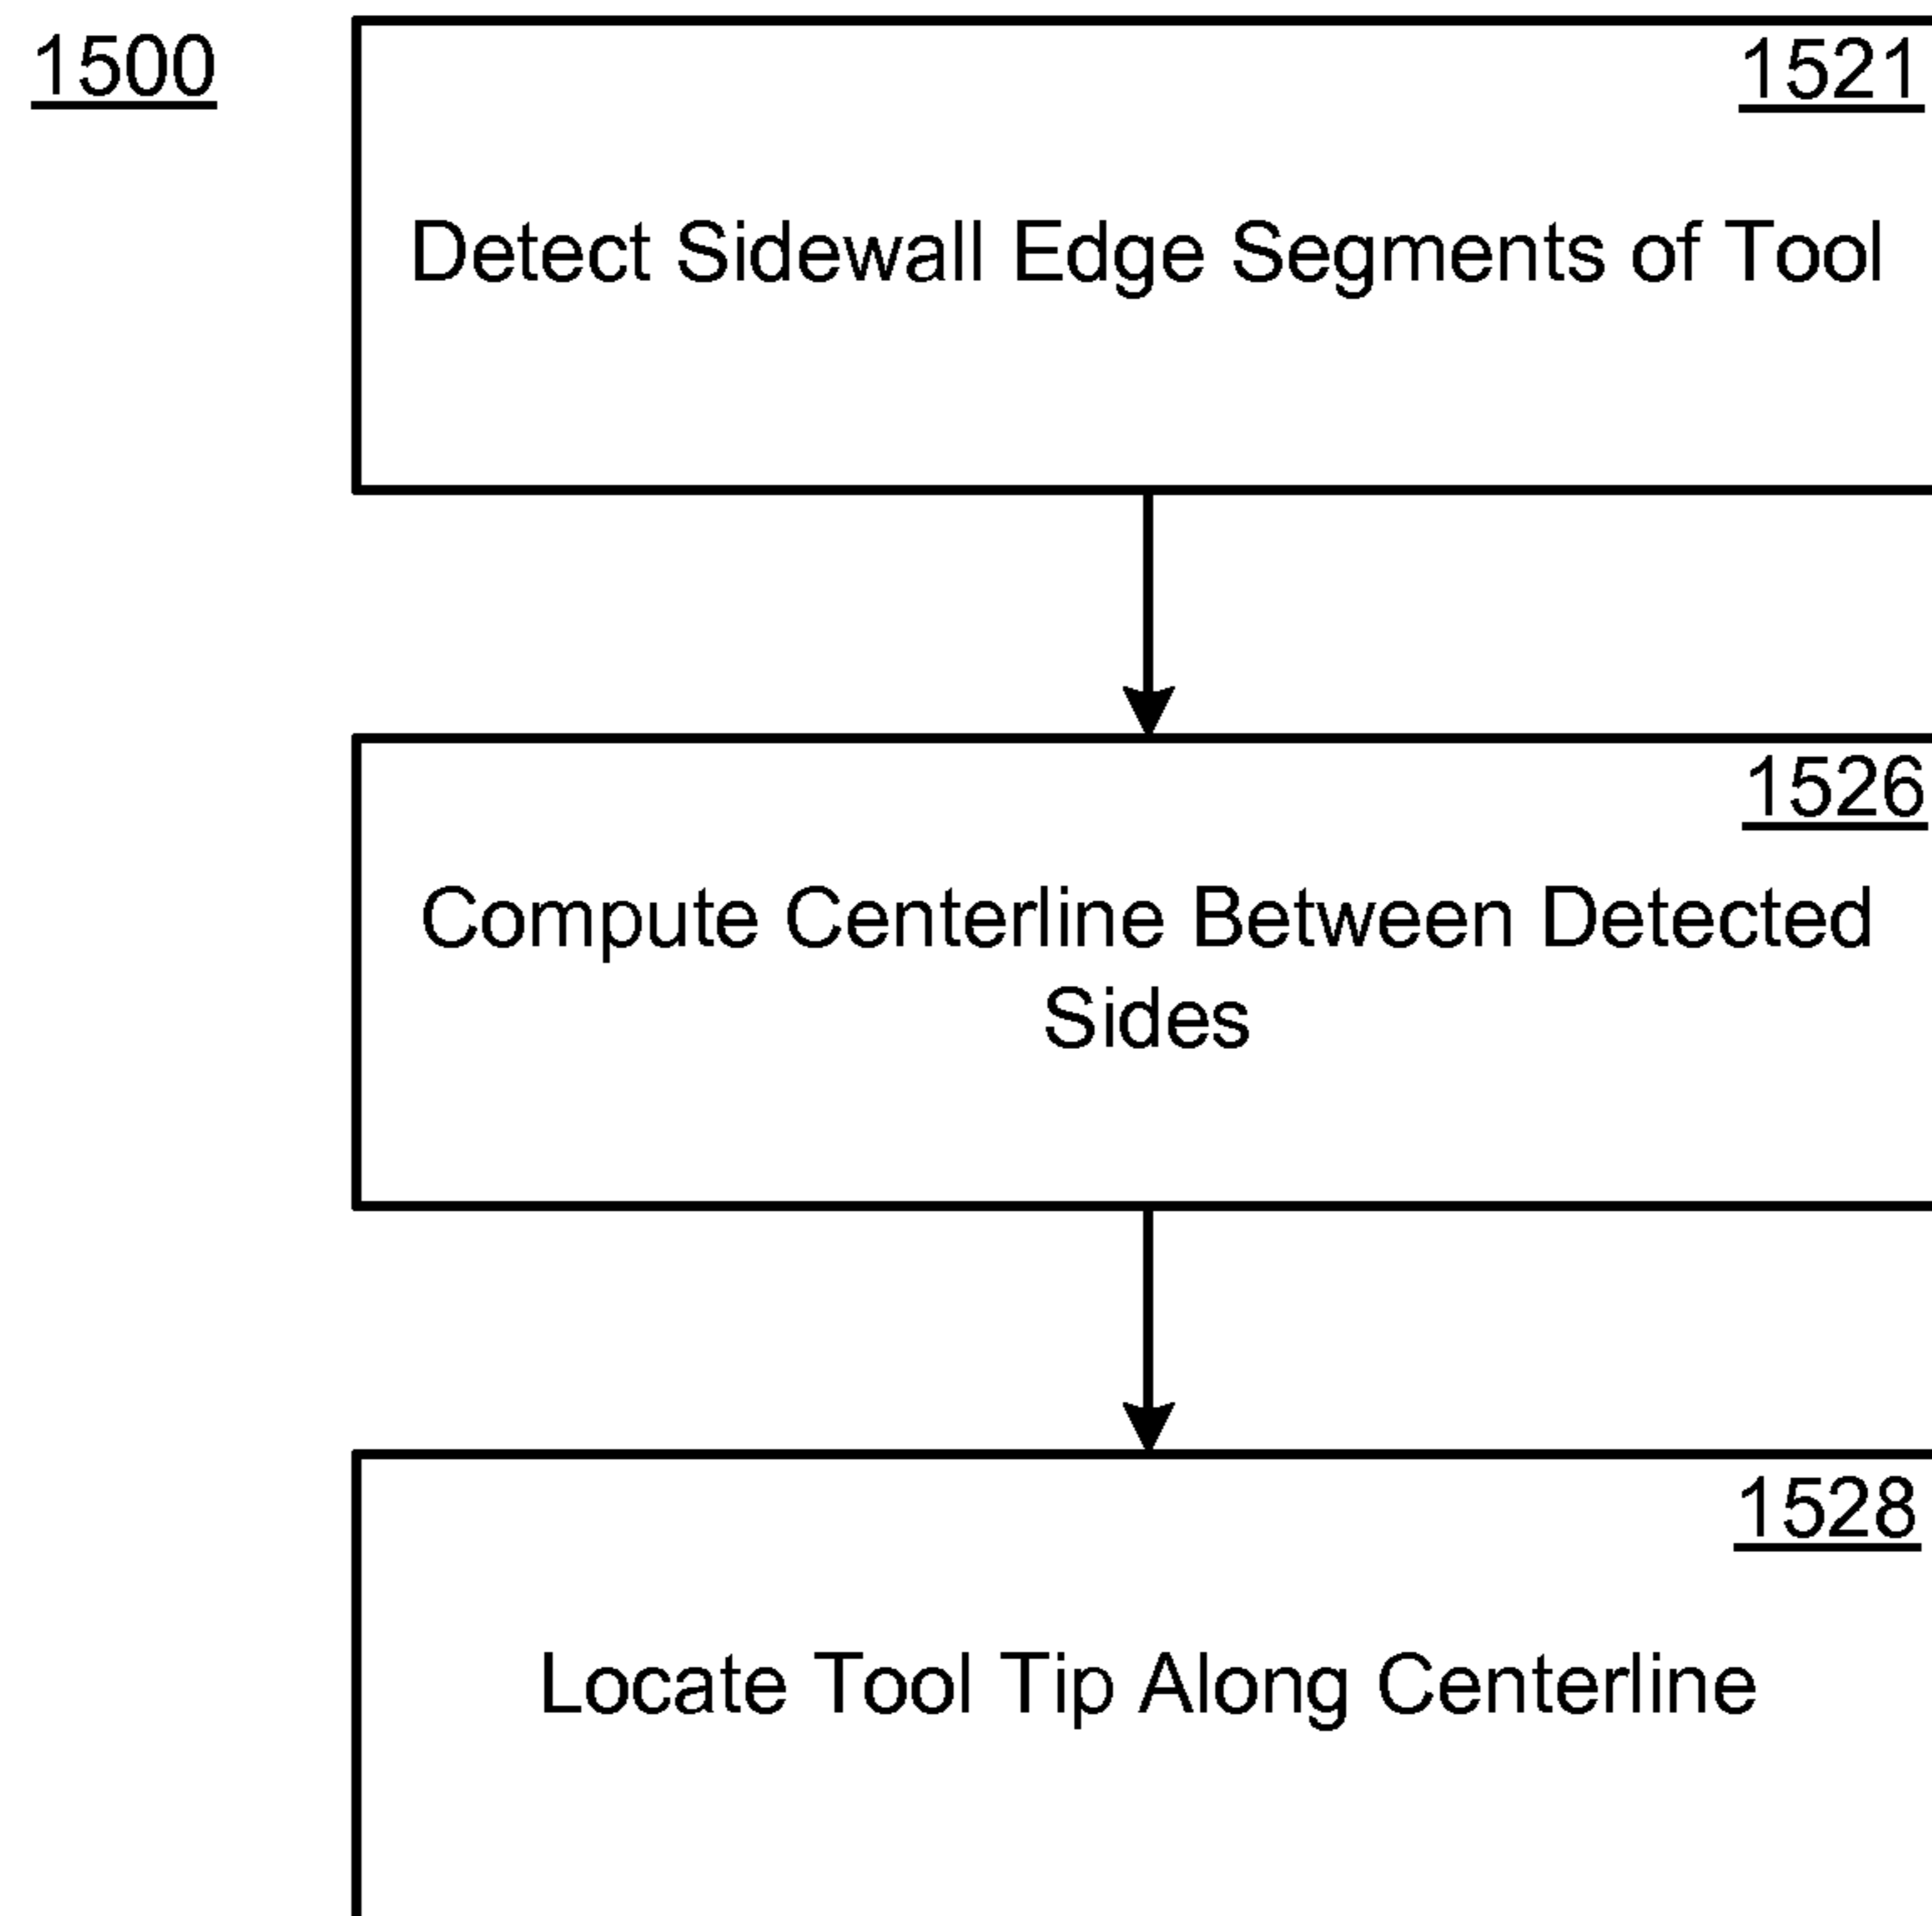 1500
1521
Detect Sidewall Edge Segments of Tool
1526
Compute Centerline Between Detected
Sides
1528
Locate Tool Tip Along Centerline